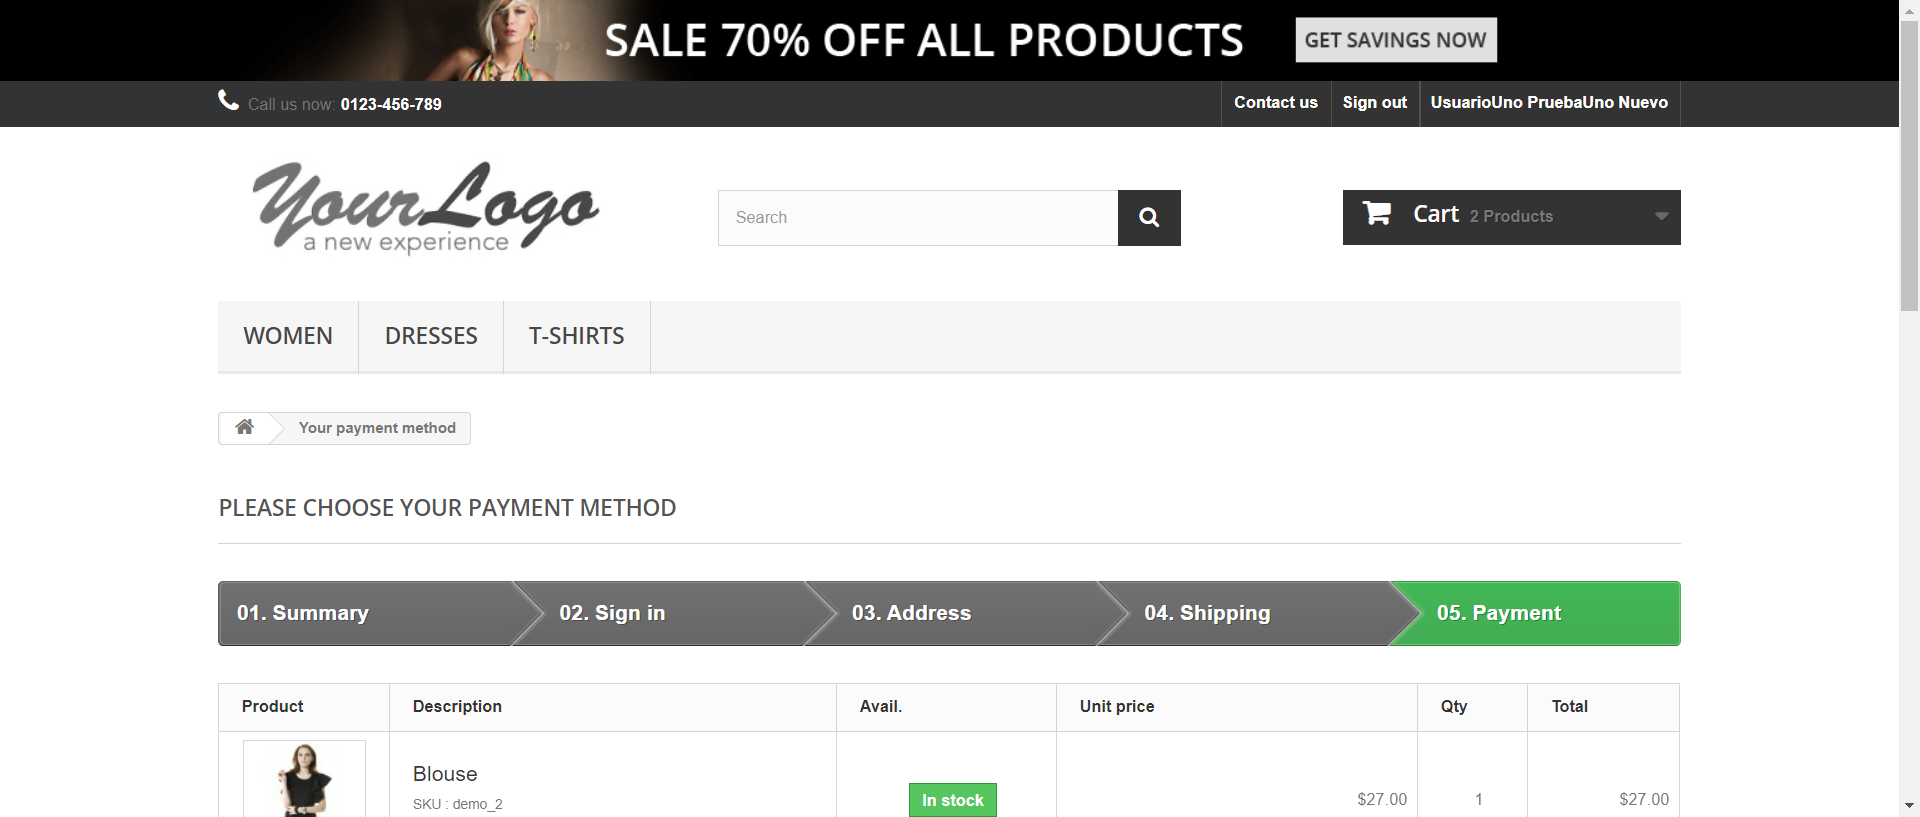 SALE 70% OFF ALL PRODUCTS GET SAVINGS NOW
Call us now: 0123-456-789 Contact us Sign out UsuarioUno PruebaUno Nuevo
YourLogo
a new experience
Search
Cart 2 Products
WOMEN DRESSES T-SHIRTS
Your payment method
PLEASE CHOOSE YOUR PAYMENT METHOD
01. Summary 02. Sign in 03. Address 04. Shipping 05. Payment
Product Description Avail. Unit price Qty Total
Blouse
SKU : demo_2
In stock $27.00 1 $27.00